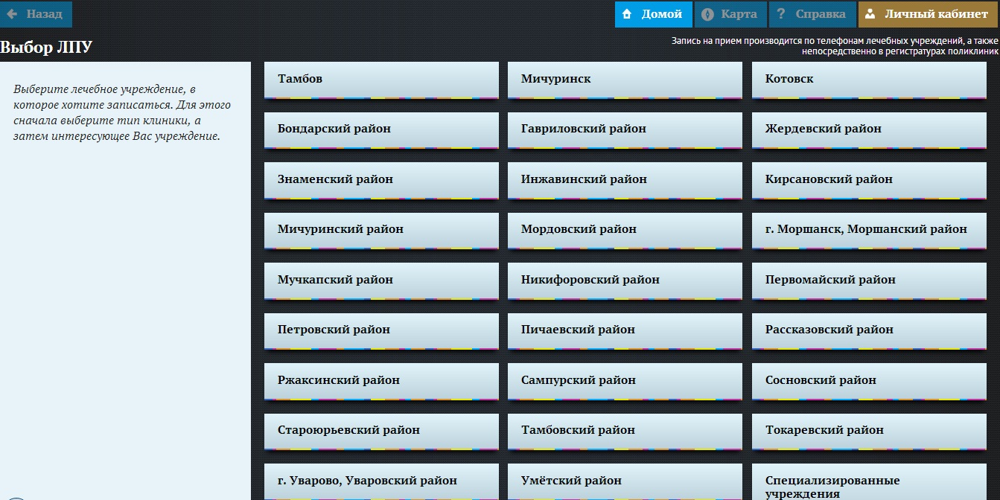 Назад
Домой
Карта
Справка
Личный кабинет
Выбор ЛПУ
Запись на прием производится по телефонам лечебных учреждений, а также
непосредственно в регистратурах поликлиник
Выберите лечебное учреждение, в
которое хотите записаться. Для этого
сначала выберите тип клиники, а
затем интересующее Вас учреждение.
Тамбов
Мичуринск
Котовск
Бондарский район
Гавриловский район
Жердевский район
Знаменский район
Инжавинский район
Кирсановский район
Мичуринский район
Мордовский район
г. Моршанск, Моршанский район
Мучкапский район
Никифоровский район
Первомайский район
Петровский район
Пичаевский район
Рассказовский район
Ржаксинский район
Сампурский район
Сосновский район
Староюрьевский район
Тамбовский район
Токаревский район
г. Уварово, Уваровский район
Умётский район
Специализированные
учреждения